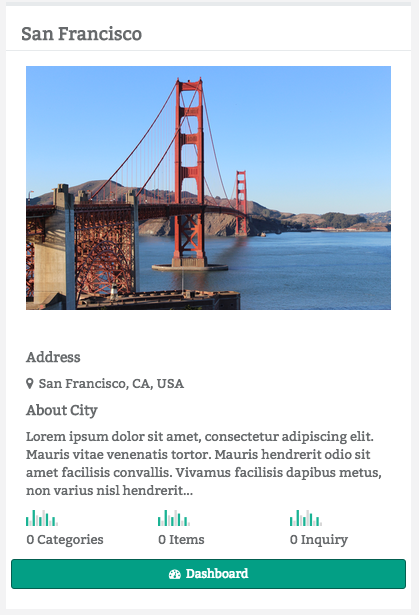 San Francisco
Address
San Francisco, CA, USA
About City
Lorem ipsum dolor sit amet, consectetur adipiscing elit.
Mauris vitae venenatis tortor. Mauris hendrerit odio sit
amet facilisis convallis. Vivamus facilisis dapibus metus,
non varius nisl hendrerit...
0 Categories 0 Items 0 Inquiry
Dashboard